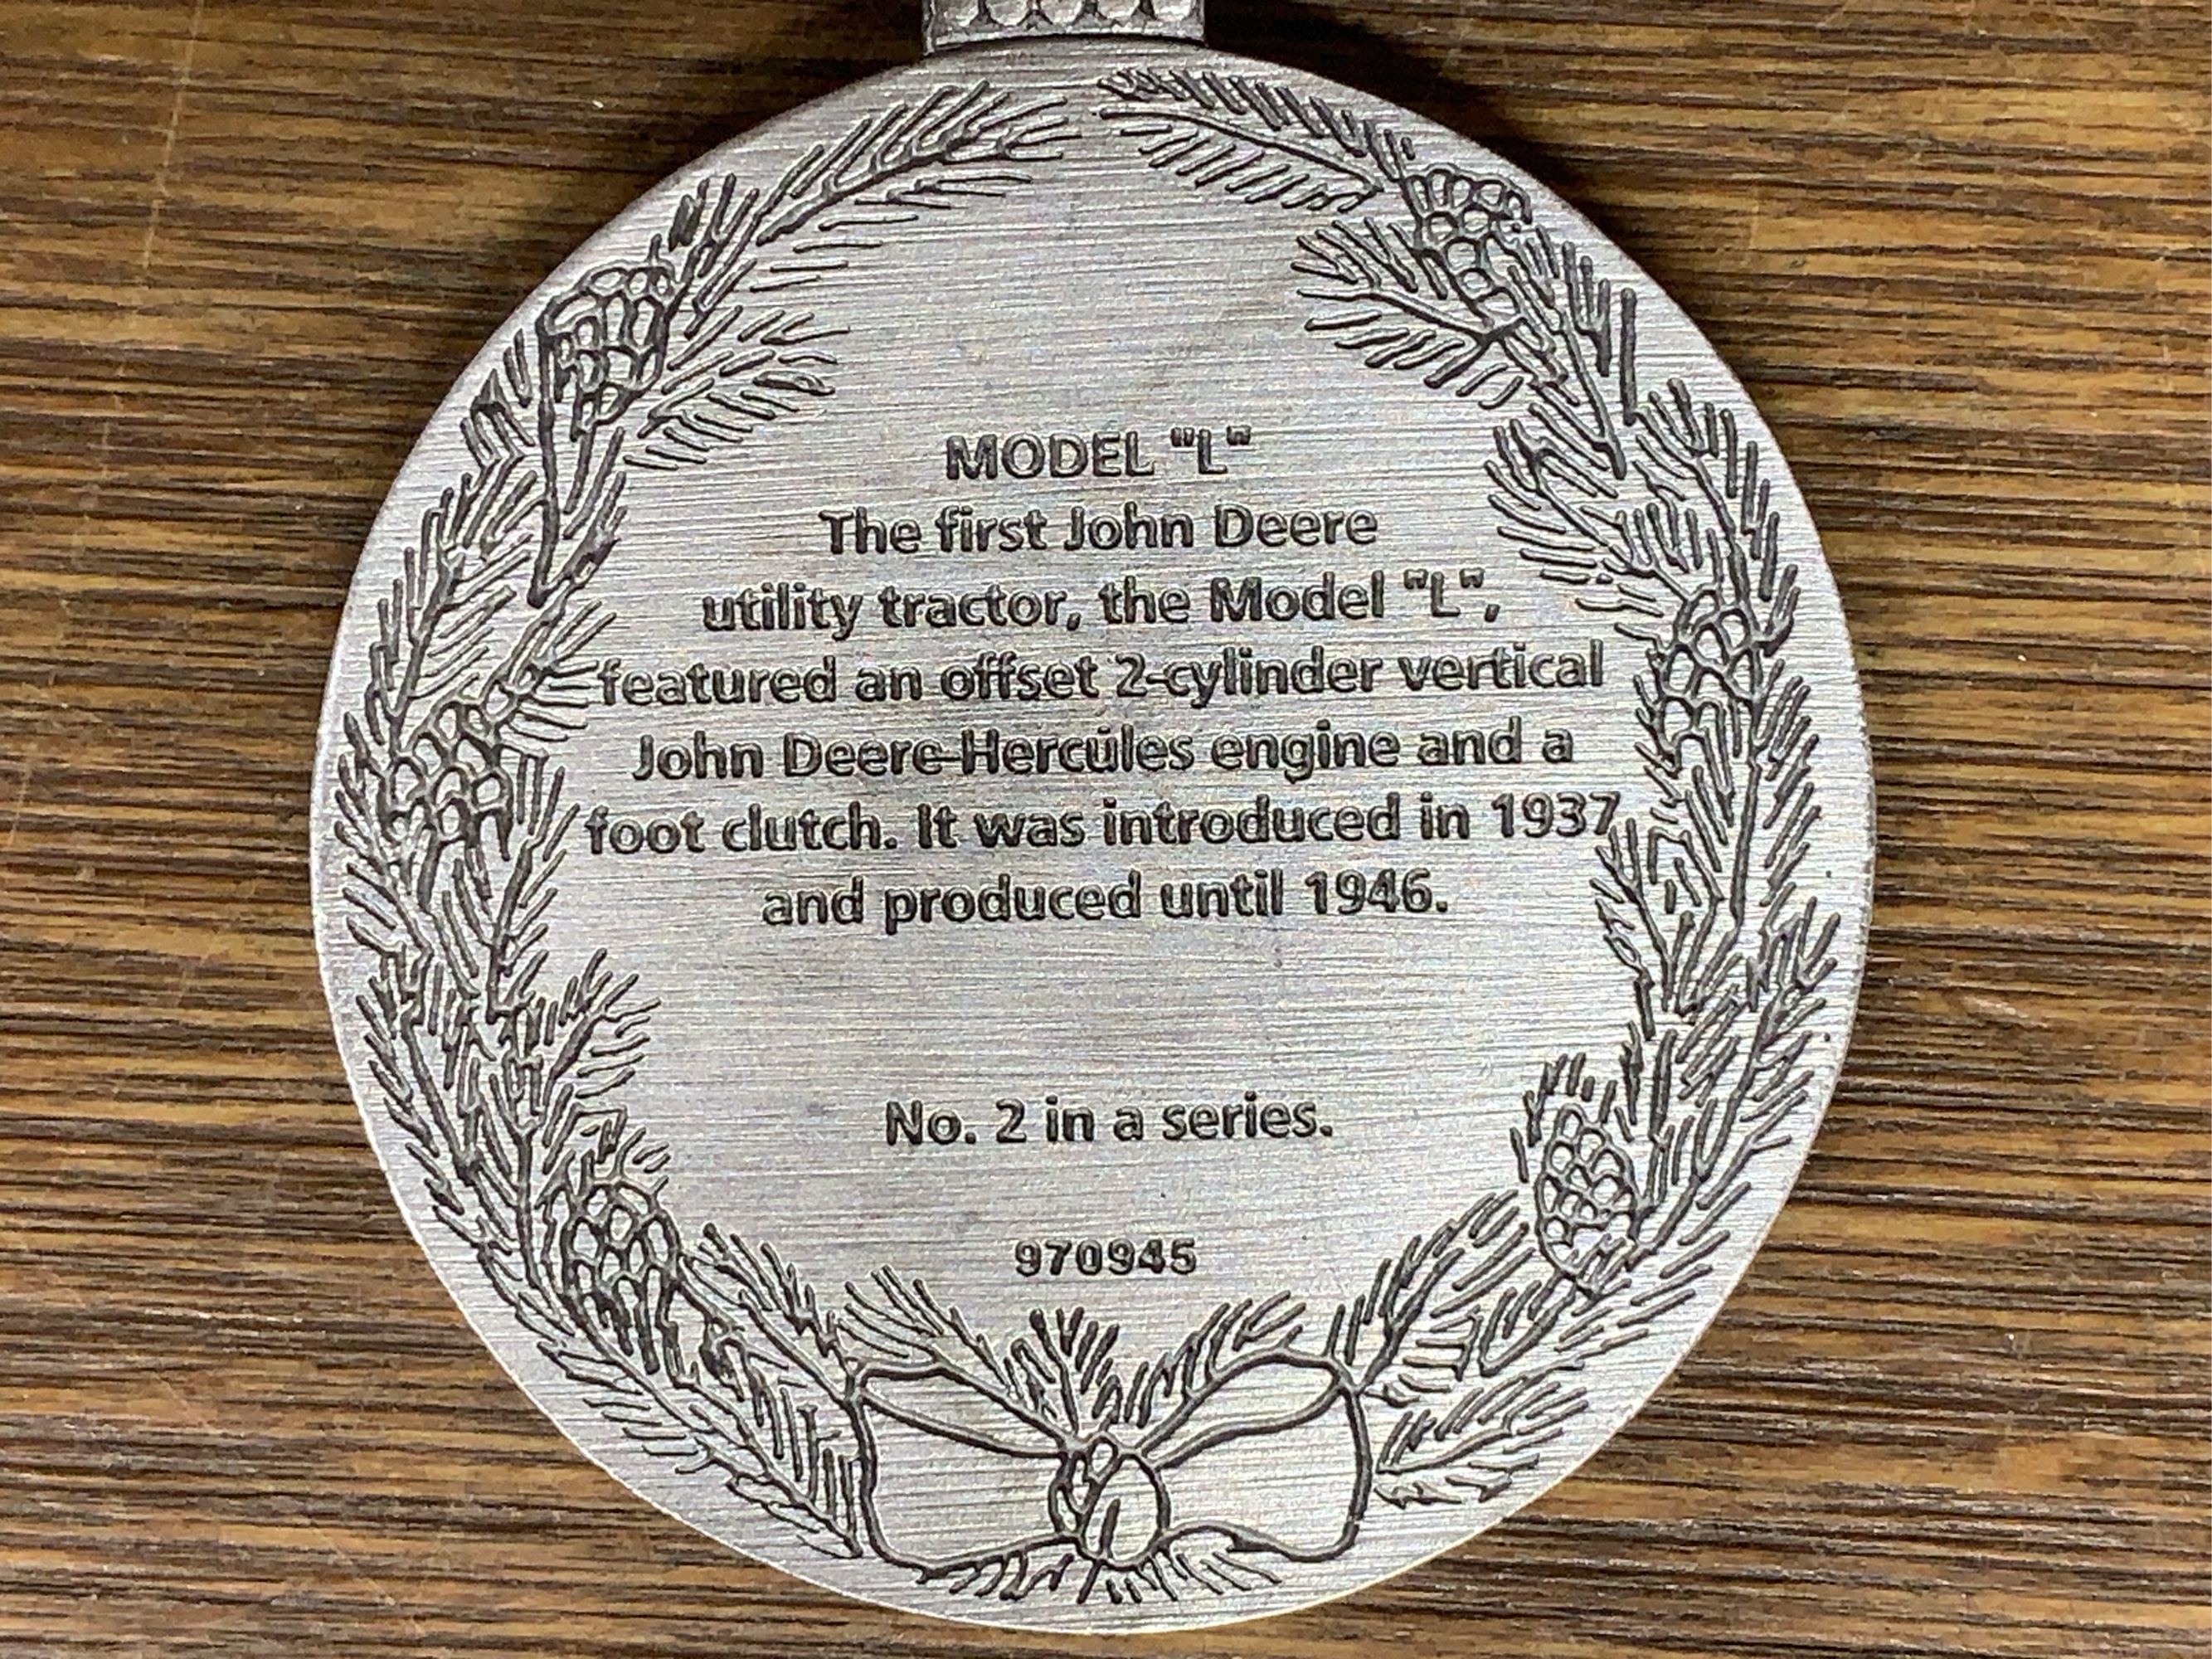 MODEL "L"
The first John Deere
utility tractor, the Model "L",
featured an offset 2-cylinder vertical
John Deere-Hercules engine and a
foot clutch. It was introduced in 1937
and produced until 1946.
No. 2 in a series.
970945